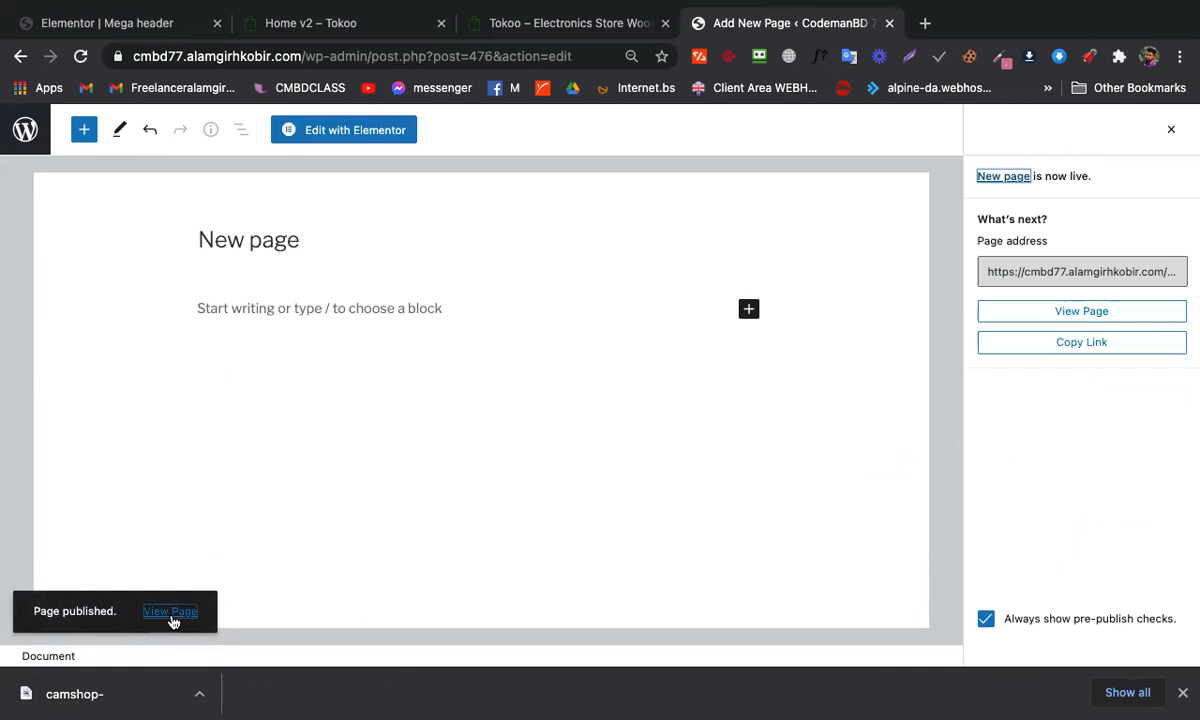 Elementor | Mega header
Home v2 – Tokoo
Tokoo – Electronics Store Woo
Add New Page ‹ CodemanBD 7
cmbd77.alamgirhkobir.com/wp-admin/post.php?post=476&action=edit
Apps
Freelanceralamgir...
CMBDCLASS
messenger
M
Internet.bs
Client Area WEBH...
alpine-da.webhos...
»
Other Bookmarks
Edit with Elementor
New page is now live.
What's next?
Page address
https://cmbd77.alamgirhkobir.com/...
View Page
Copy Link
New page
Start writing or type / to choose a block
Always show pre-publish checks.
Page published.
View Page
Document
camshop-
Show all